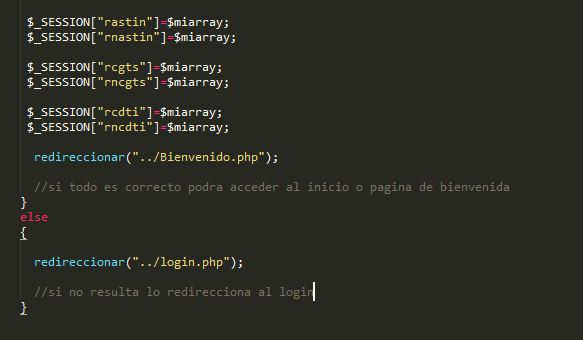 $_SESSION["rastin"]=$miarray;
$_SESSION["rnastin"]=$miarray;
$_SESSION["rcgts"]=$miarray;
$_SESSION["rncgts"]=$miarray;
$_SESSION["rcdti"]=$miarray;
$_SESSION["rncdti"]=$miarray;
redireccionar("../Bienvenido.php");
//si todo es correcto podra acceder al inicio o pagina de bienvenida
}
else
{
redireccionar("../login.php");
//si no resulta lo redirecciona al login
}